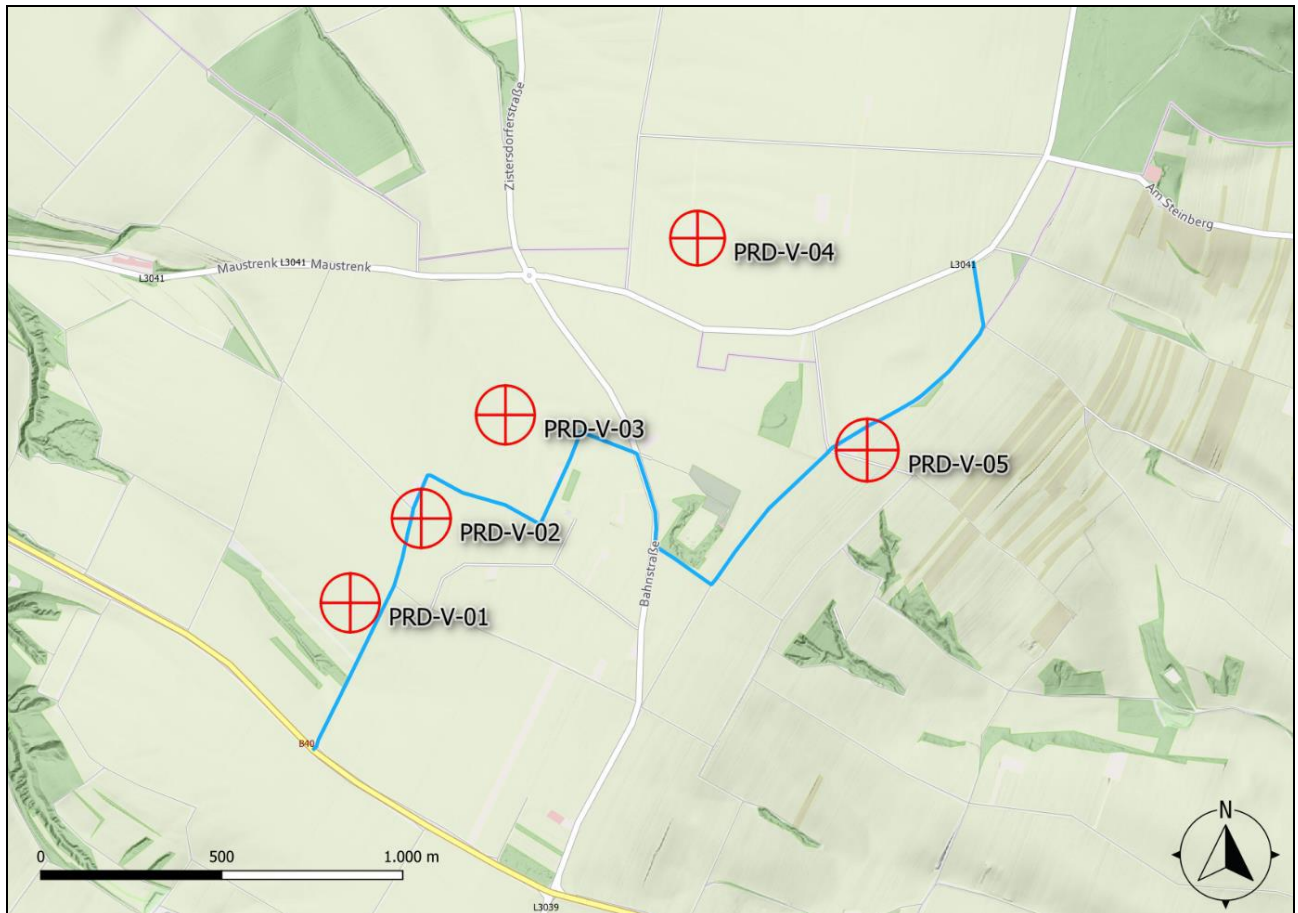 Zistersdorferstraße
Am Steinberg
PRD-V-04
Maustrenk L3041 Maustrenk
L3041
L3041
PRD-V-03
PRD-V-05
PRD-V-02
Bahnstraße
PRD-V-01
B40
N
0 500 1.000 m
L3039